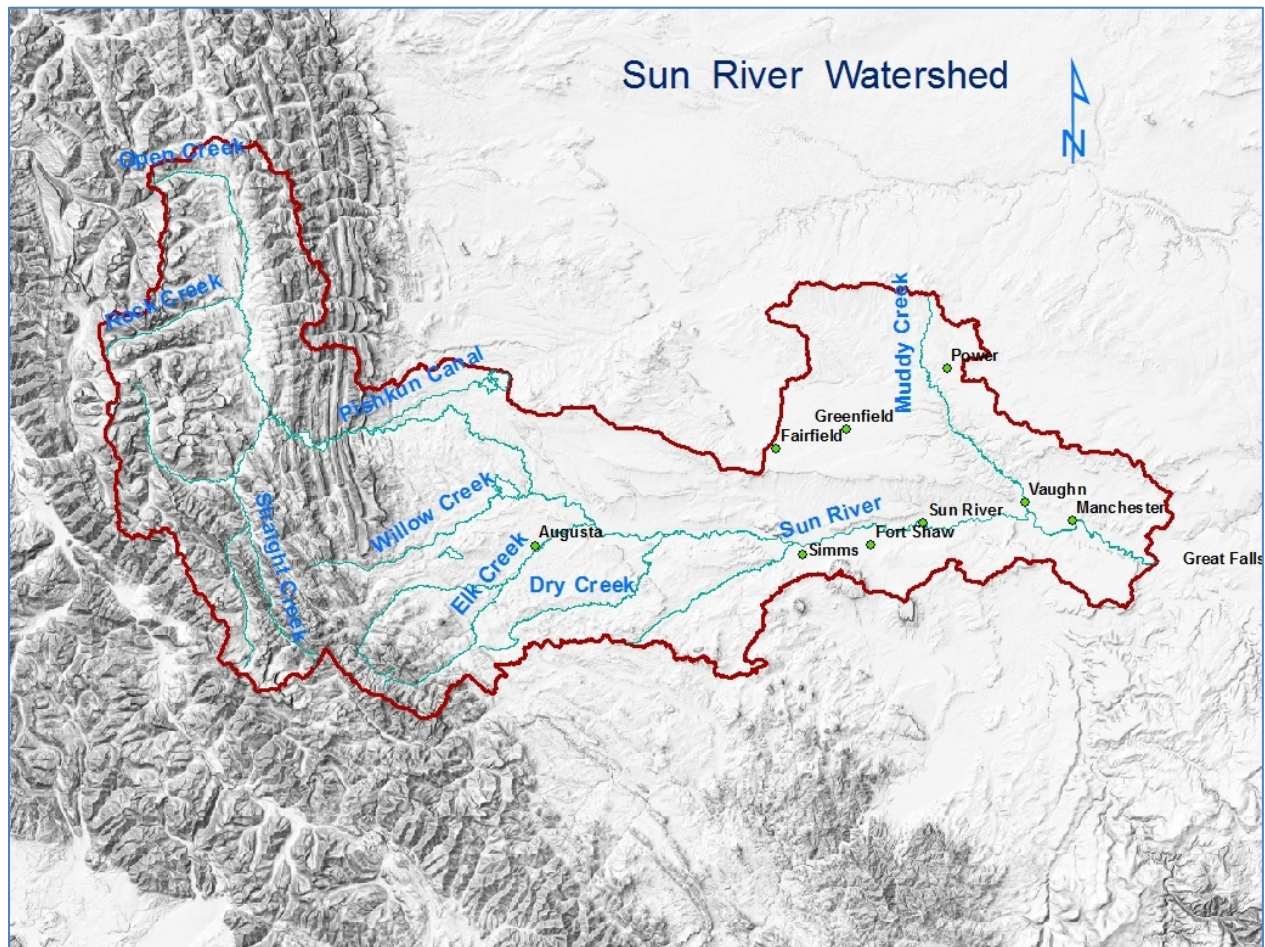 Sun River Watershed
N
Open Creek
Rock Creek
Pishkun Canal
Muddy Creek
Power
Greenfield
Fairfield
Willow Creek
Straight Creek
Augusta
Elk Creek
Dry Creek
Sun River
Simms
Fort Shaw
Sun River
Vaughn
Manchester
Great Falls